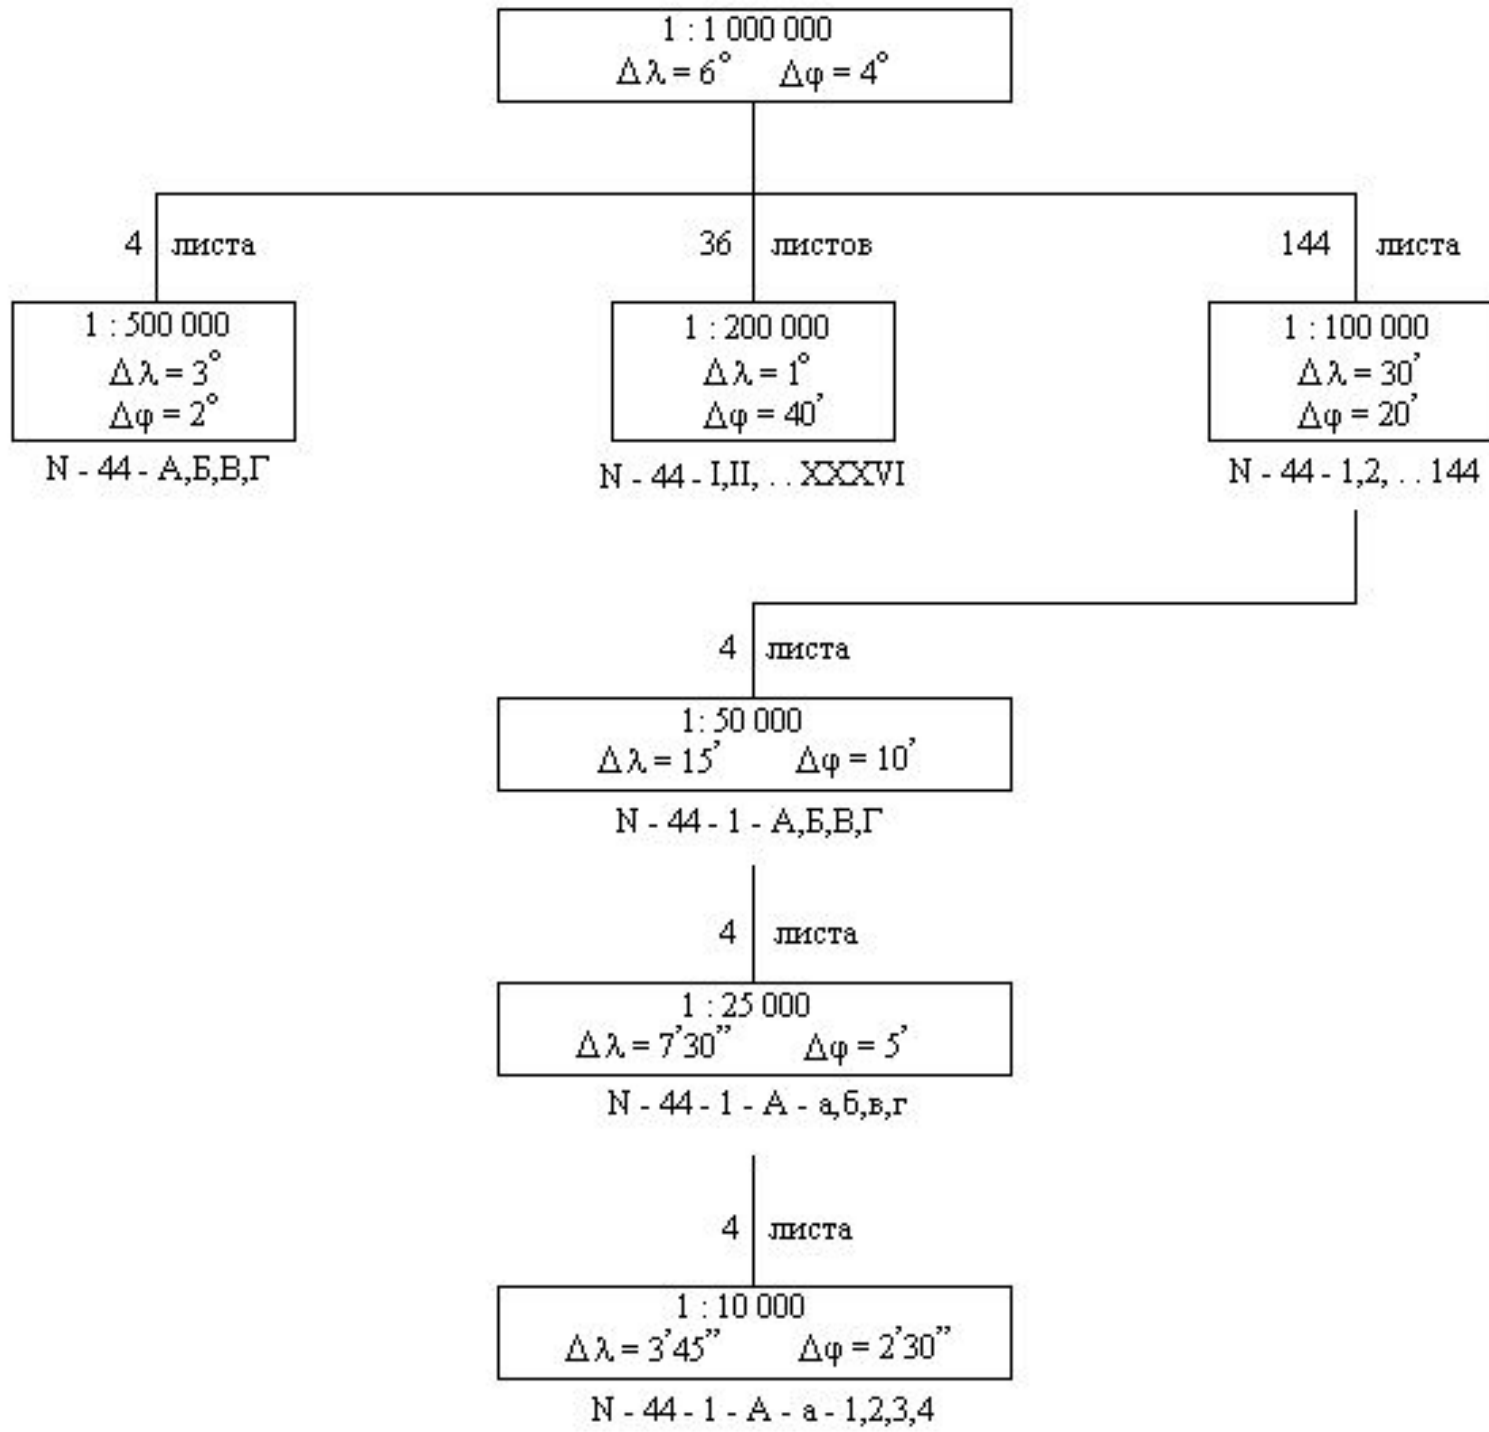 1 : 1 000 000
Δλ = 6° Δφ = 4°
4 листа
36 листов
144 листа
1 : 500 000
Δλ = 3°
Δφ = 2°
N - 44 - А,Б,В,Г
1 : 200 000
Δλ = 1°
Δφ = 40’
N - 44 - I,II, . . XXXVI
1 : 100 000
Δλ = 30’
Δφ = 20’
N - 44 - 1,2, . . 144
4 листа
1: 50 000
Δλ = 15’ Δφ = 10’
N - 44 - 1 - А,Б,В,Г
4 листа
1 : 25 000
Δλ = 7’30” Δφ = 5’
N - 44 - 1 - А - а,б,в,г
4 листа
1 : 10 000
Δλ = 3’45” Δφ = 2’30”
N - 44 - 1 - А - а - 1,2,3,4